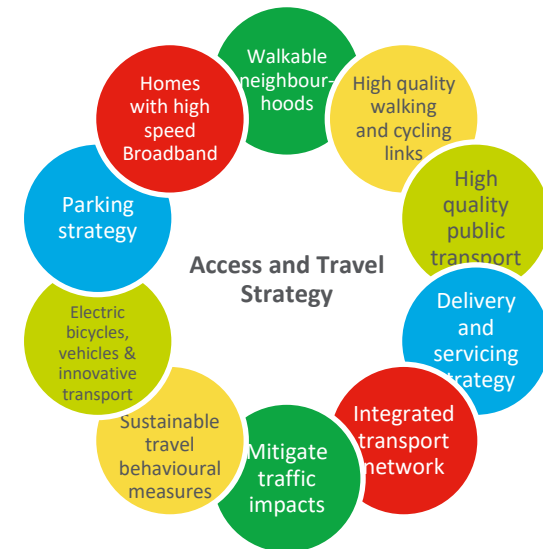 Walkable
neighbour-
hoods
High quality
walking
and cycling
links
High
quality
public
transport
Delivery
and
servicing
strategy
Integrated
transport
network
Mitigate
traffic
impacts
Sustainable
travel
behavioural
measures
Electric
bicycles,
vehicles &
innovative
transport
Parking
strategy
Homes
with high
speed
Broadband
Access and Travel
Strategy